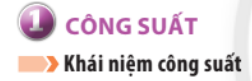 1 CÔNG SUẤT
Khái niệm công suất